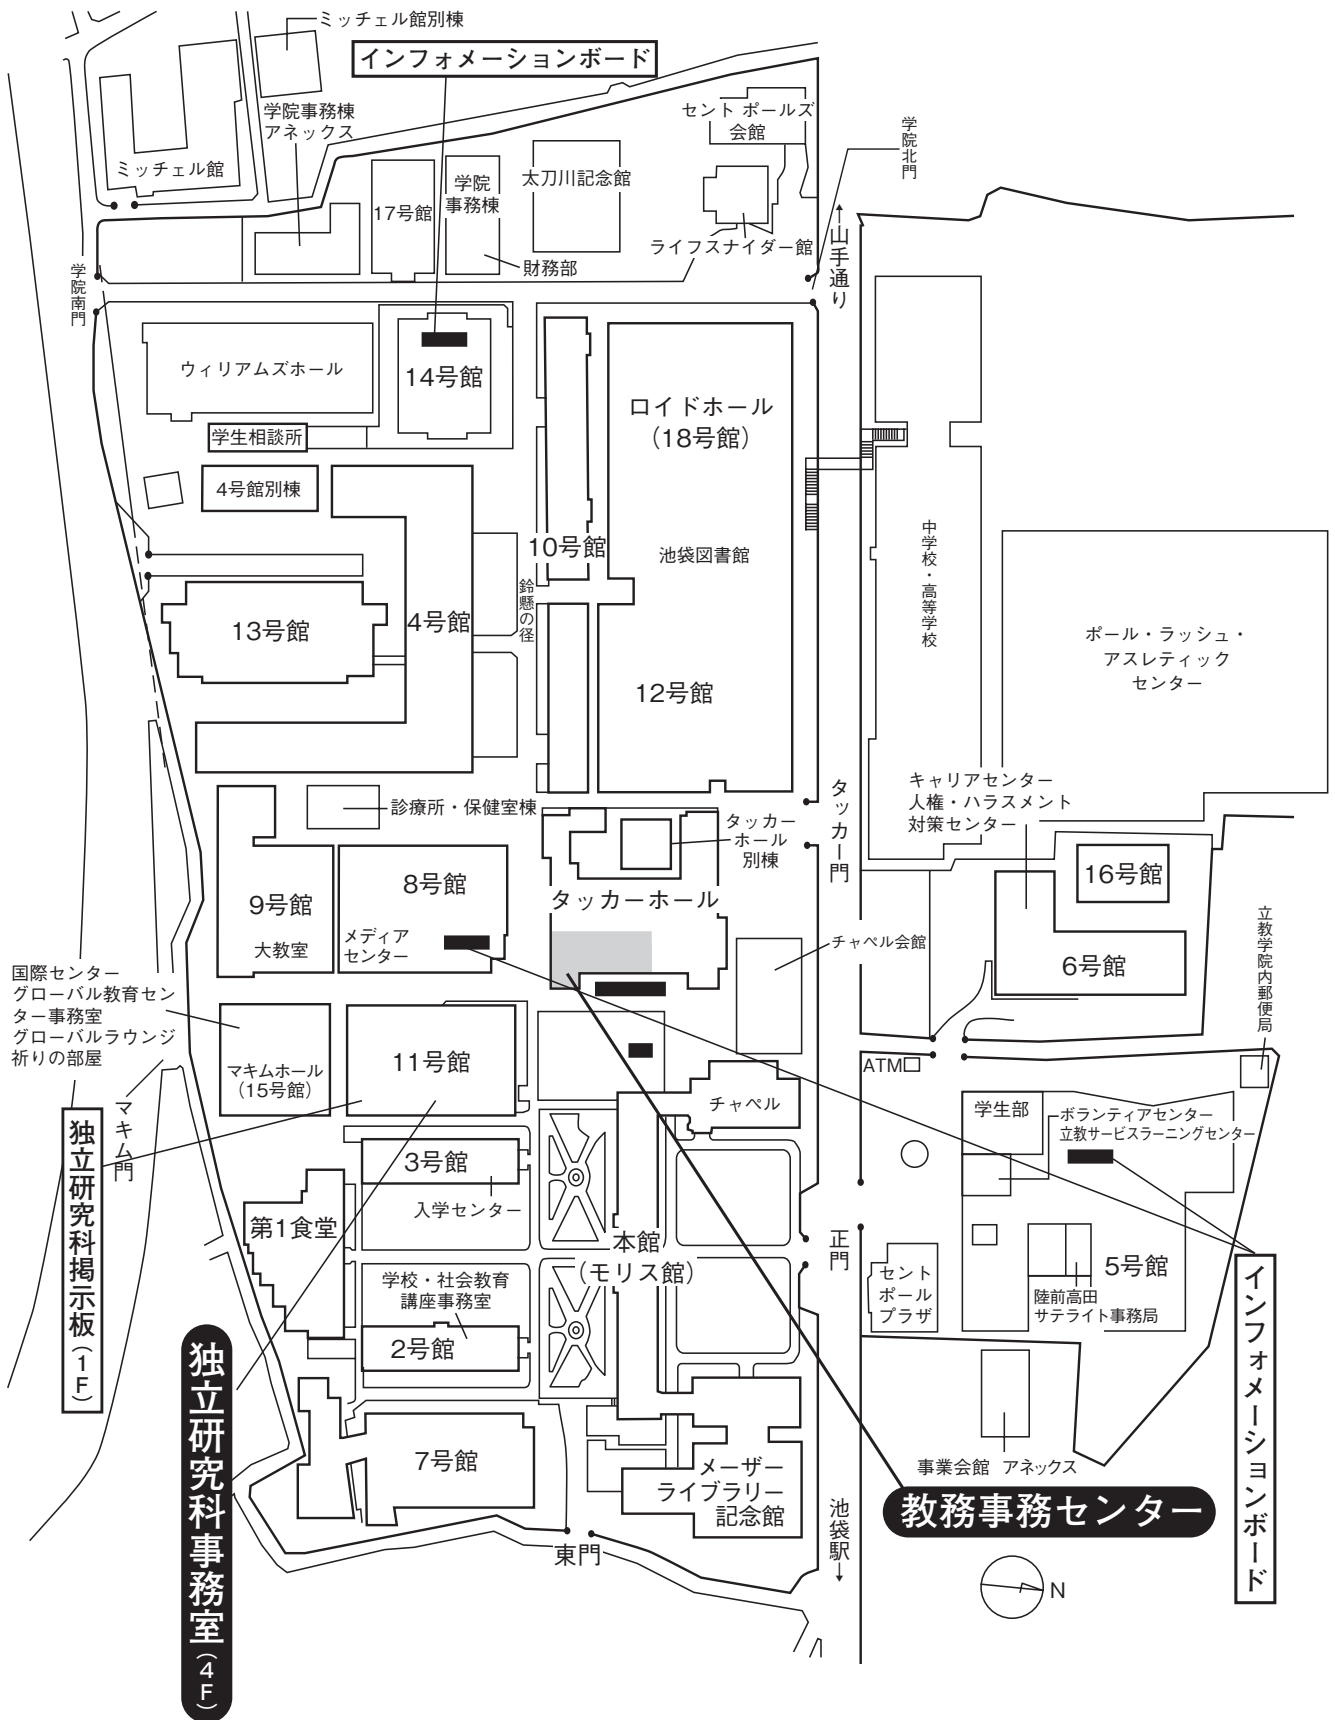 ミッチェル館別棟
インフォメーションボード
学院事務棟
アネックス
セント ポールズ
会館
学院北門
ミッチェル館
17号館
学院
事務棟
太刀川記念館
ライフスナイダー館
財務部
↑山手通り
学院南門
ウィリアムズホール
14号館
ロイドホール
(18号館)
学生相談所
4号館別棟
10号館
池袋図書館
中学校・高等学校
鈴懸の径
13号館
4号館
ポール・ラッシュ・
アスレティック
センター
12号館
診療所・保健室棟
タッカー
ホール
別棟
タッカー門
キャリアセンター
人権・ハラスメント
対策センター
16号館
8号館
9号館
タッカーホール
大教室
メディア
センター
チャペル会館
6号館
立教学院内郵便局
国際センター
グローバル教育セン
ター事務室
グローバルラウンジ
祈りの部屋
マキムホール
(15号館)
11号館
ATM
チャペル
学生部
ボランティアセンター
立教サービスラーニングセンター
マキム門
独立研究科掲示板(1F)
3号館
入学センター
第1食堂
本館
(モリス館)
正門
セント
ポール
プラザ
5号館
陸前高田
サテライト事務局
インフォメーションボード
学校・社会教育
講座事務室
2号館
独立研究科事務室(4F)
7号館
メーザー
ライブラリー
記念館
事業会館 アネックス
教務事務センター
池袋駅↓
東門
N